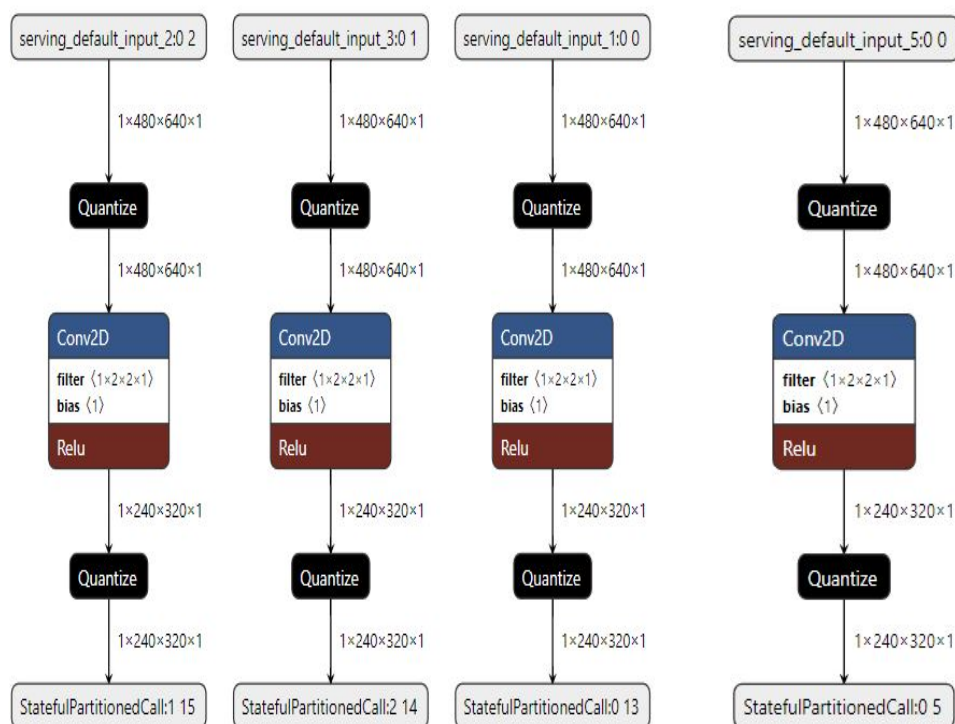 serving_default_input_2:0 2
1×480×640×1
Quantize
1×480×640×1
Conv2D
filter ⟨1×2×2×1⟩
bias ⟨1⟩
Relu
1×240×320×1
Quantize
1×240×320×1
StatefulPartitionedCall:1 15
serving_default_input_3:0 1
1×480×640×1
Quantize
1×480×640×1
Conv2D
filter ⟨1×2×2×1⟩
bias ⟨1⟩
Relu
1×240×320×1
Quantize
1×240×320×1
StatefulPartitionedCall:2 14
serving_default_input_1:0 0
1×480×640×1
Quantize
1×480×640×1
Conv2D
filter ⟨1×2×2×1⟩
bias ⟨1⟩
Relu
1×240×320×1
Quantize
1×240×320×1
StatefulPartitionedCall:0 13
serving_default_input_5:0 0
1×480×640×1
Quantize
1×480×640×1
Conv2D
filter ⟨1×2×2×1⟩
bias ⟨1⟩
Relu
1×240×320×1
Quantize
1×240×320×1
StatefulPartitionedCall:0 5